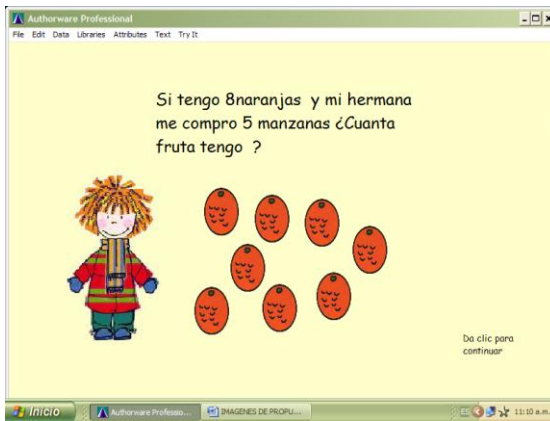 Authorware Professional
File Edit Data Libraries Attributes Text Try It
Si tengo 8naranjas y mi hermana
me compro 5 manzanas ¿Cuanta
fruta tengo ?
Da clic para
continuar
Inicio
Authorware Professio...
IMAGENES DE PROPU...
ES
11:10 a.m.